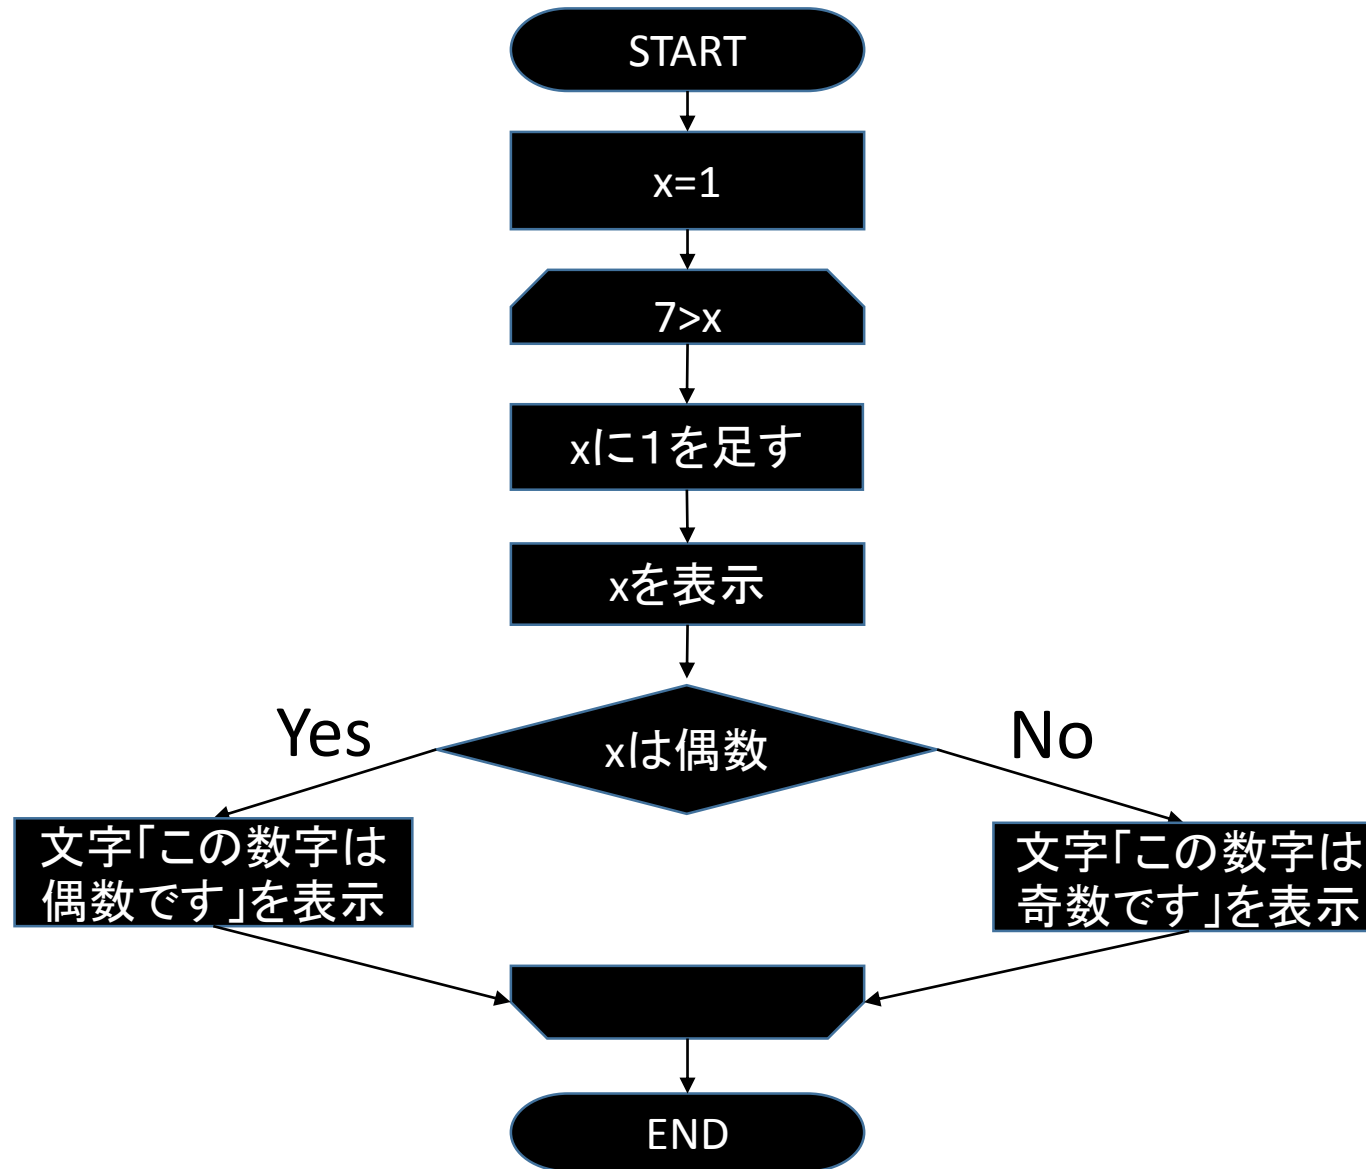 START
x=1
7>x
xに１を足す
xを表示
Yes
xは偶数
No
文字「この数字は
偶数です」を表示
文字「この数字は
奇数です」を表示
END